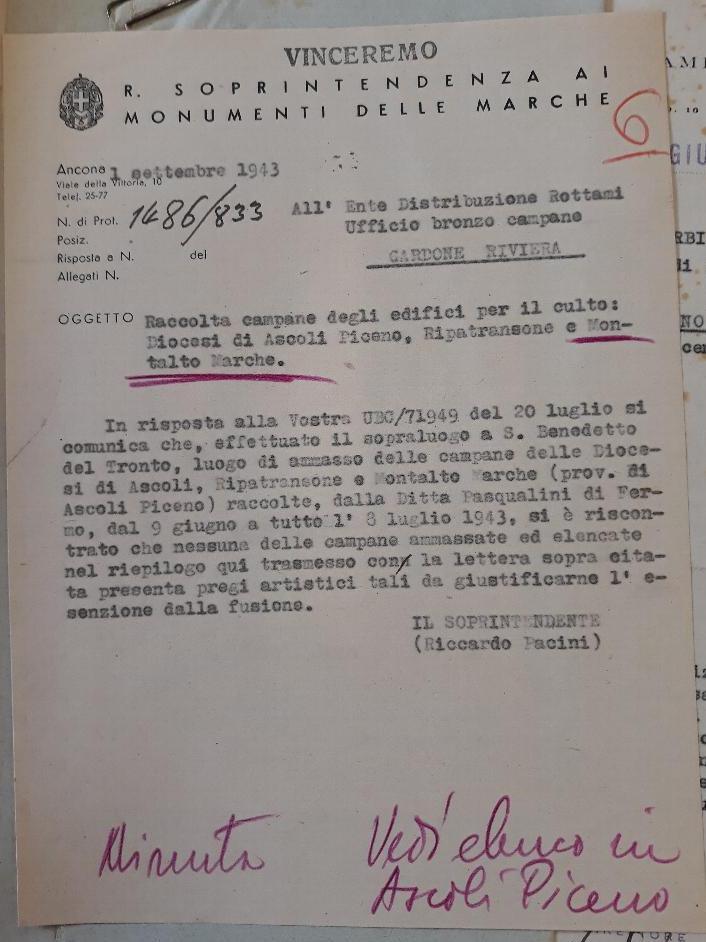 VINCEREMO
R. SOPRINTENDENZA AI
MONUMENTI DELLE MARCHE
6
Ancona 1 settembre 1943
Viale della Vittoria, 10
Telef. 25-77
N. di Prot. 1486/833
Posiz.
Risposta a N. del
Allegati N.
All' Ente Distribuzione Rottami
Ufficio bronzo campane
GARDONE RIVIERA
OGGETTO Raccolta campane degli edifici per il culto:
Diocesi di Ascoli Piceno, Ripatransone e Mon-
talto Marche.
In risposta alla Vostra UBC/71949 del 20 luglio si
comunica che, effettuato il sopraluogo a S. Benedetto
del Tronto, luogo di ammasso delle campane delle Dioce-
si di Ascoli, Ripatransone e Montalto Marche (prov. di
Ascoli Piceno) raccolte, dalla Ditta Pasqualini di Fer-
mo, dal 9 giugno a tutto l' 8 luglio 1943, si è riscon-
trato che nessuna delle campane ammassate ed elencate
nel riepilogo qui trasmesso con la lettera sopra cita-
ta presenta pregi artistici tali da giustificarne l' e-
senzione dalla fusione.
IL SOPRINTENDENTE
(Riccardo Pacini)
Minuta
Vedi elenco in
Ascoli Piceno